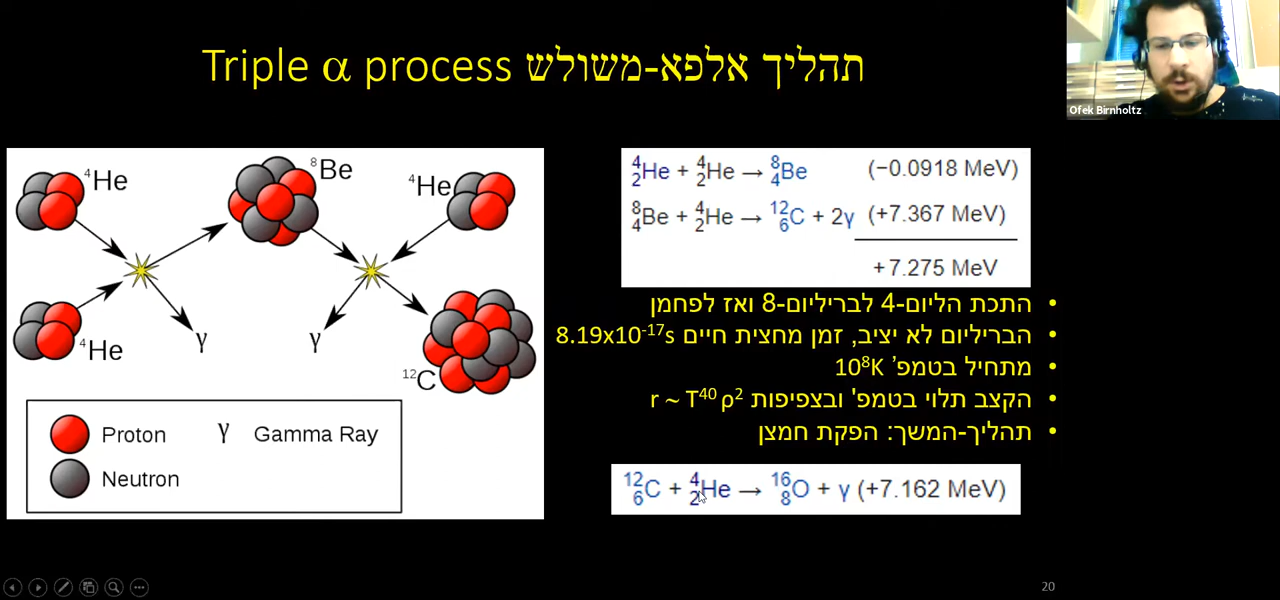 Triple α process תהליך אלפא-משולש
Ofek Birnholtz
⁴He
⁸Be
⁴He
⁴He
γ
γ
¹²C
Proton
γ Gamma Ray
Neutron
⁴₂He + ⁴₂He → ⁸₄Be (−0.0918 MeV)
⁸₄Be + ⁴₂He → ¹²₆C + 2γ (+7.367 MeV)
+7.275 MeV
• התכת הליום-4 לבריליום-8 ואז לפחמן
• הבריליום לא יציב, זמן מחצית חיים 8.19x10⁻¹⁷s
• מתחיל בטמפ' 10⁸K
• הקצב תלוי בטמפ' ובצפיפות r ~ T⁴⁰ ρ²
• תהליך-המשך: הפקת חמצן
¹²₆C + ⁴₂He → ¹⁶₈O + γ (+7.162 MeV)
20